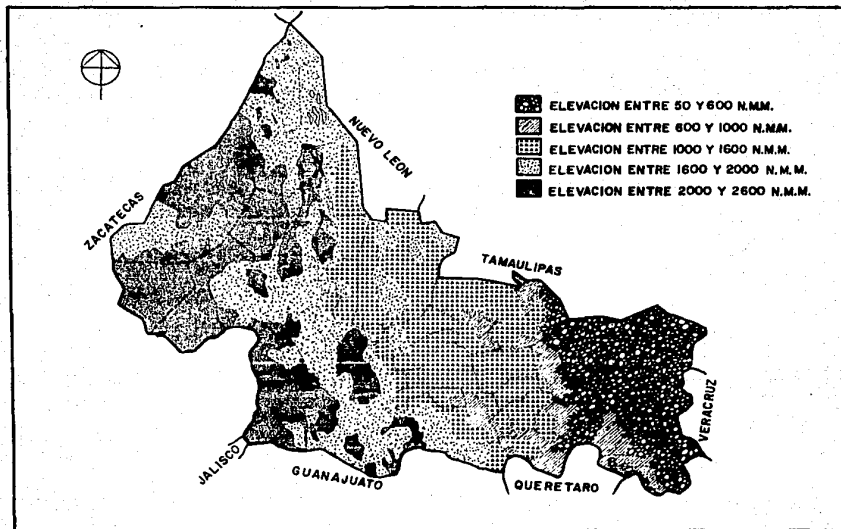 ELEVACION ENTRE 50 Y 600 N.M.M.
ELEVACION ENTRE 600 Y 1000 N.M.M.
ELEVACION ENTRE 1000 Y 1600 N.M.M.
ELEVACION ENTRE 1600 Y 2000 N.M.M.
ELEVACION ENTRE 2000 Y 2600 N.M.M.
NUEVO LEON
ZACATECAS
TAMAULIPAS
VERACRUZ
JALISCO
GUANAJUATO
QUERETARO